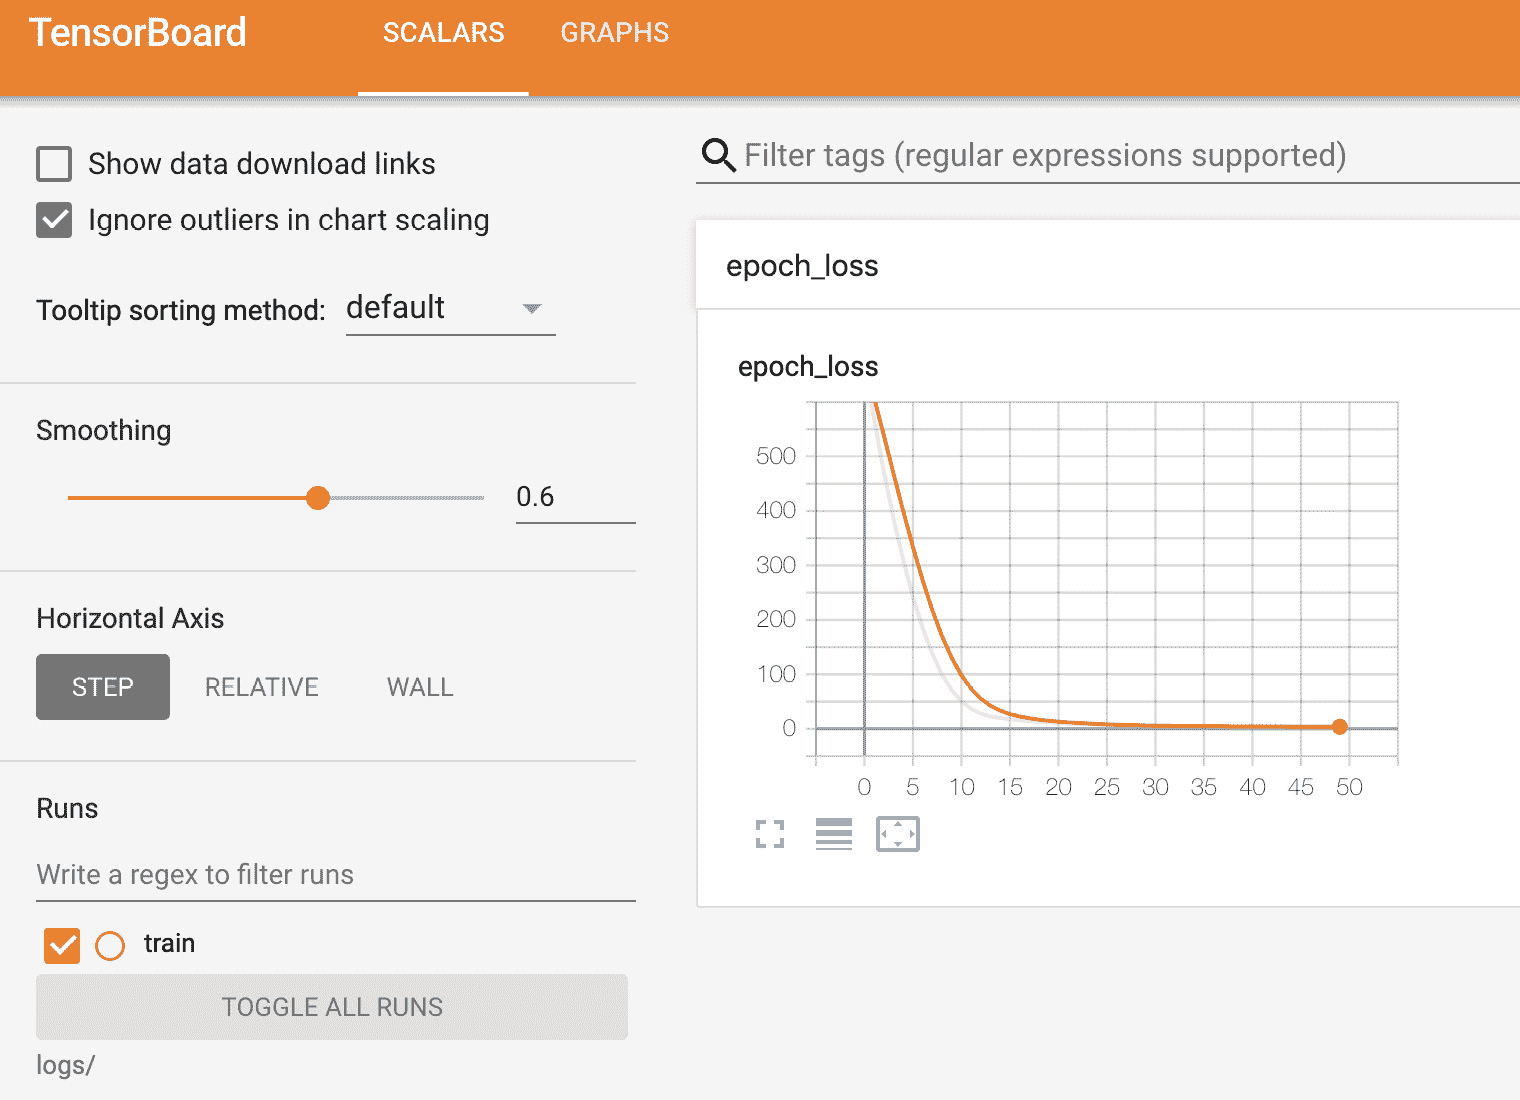 TensorBoard SCALARS GRAPHS
Show data download links
Ignore outliers in chart scaling
Tooltip sorting method: default
Smoothing
0.6
Horizontal Axis
STEP RELATIVE WALL
Runs
Write a regex to filter runs
train
TOGGLE ALL RUNS
logs/
Filter tags (regular expressions supported)
epoch_loss
epoch_loss
500
400
300
200
100
0
0 5 10 15 20 25 30 35 40 45 50